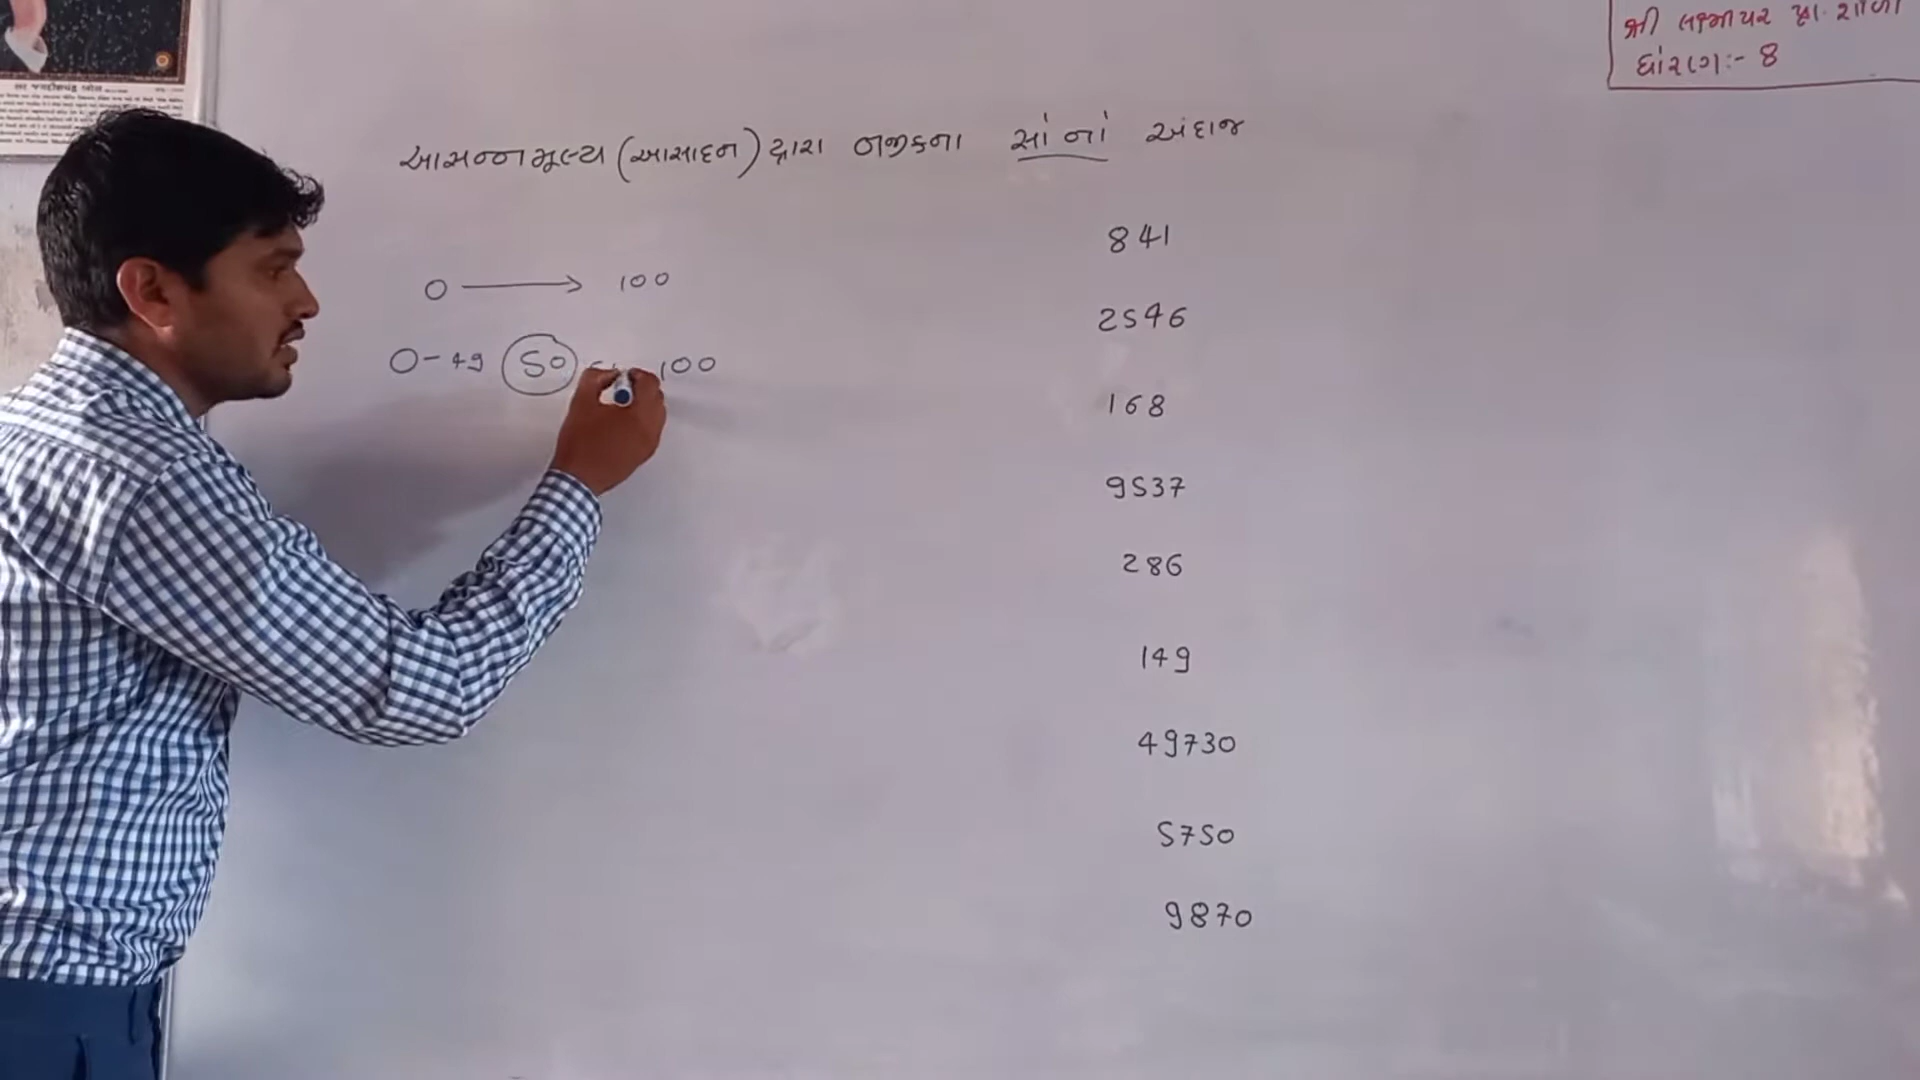 શ્રી લક્ષ્મીપર પ્રા. શાળા
ધોરણ:- 8
આસન્નમૂલ્ય (આસાદન) દ્વારા નજીકના સોનો અંદાજ
0 → 100
0 - 49 50 100
841
2546
168
9537
286
149
49730
5750
9870